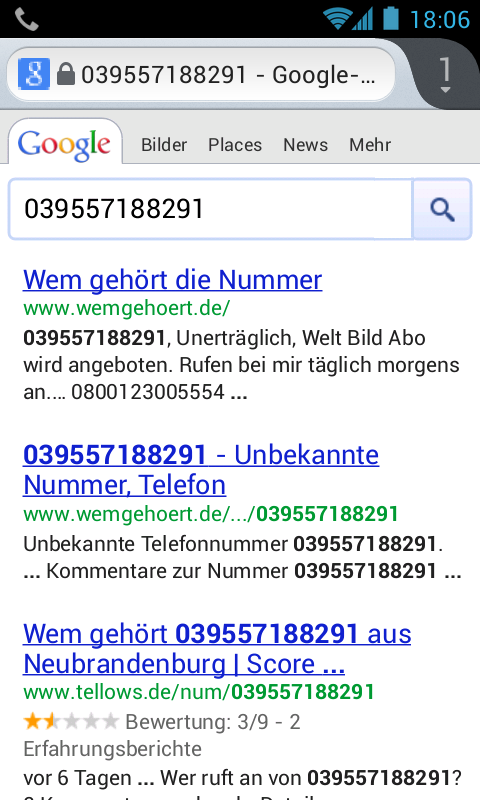 18:06
039557188291 - Google-...
1
Google Bilder Places News Mehr
039557188291
Wem gehört die Nummer
www.wemgehoert.de/
039557188291, Unerträglich, Welt Bild Abo
wird angeboten. Rufen bei mir täglich morgens
an.... 0800123005554 ...
039557188291 - Unbekannte
Nummer, Telefon
www.wemgehoert.de/.../039557188291
Unbekannte Telefonnummer 039557188291.
... Kommentare zur Nummer 039557188291 ...
Wem gehört 039557188291 aus
Neubrandenburg | Score ...
www.tellows.de/num/039557188291
Bewertung: 3/9 - 2
Erfahrungsberichte
vor 6 Tagen ... Wer ruft an von 039557188291?